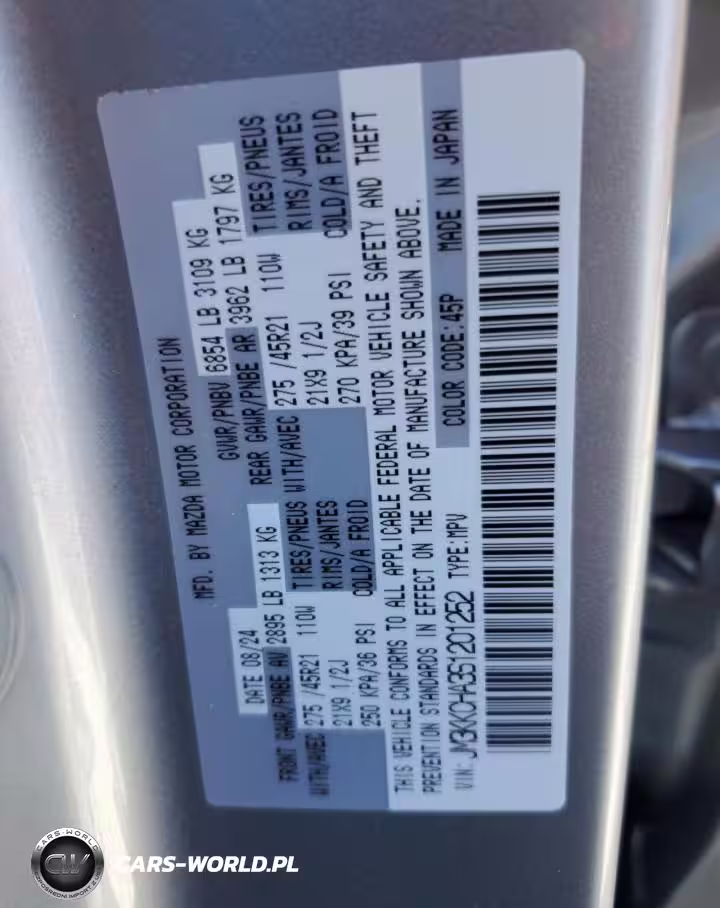 MFD. BY MAZDA MOTOR CORPORATION
DATE 08/24
GVWR/PNBV 6854 LB 3109 KG
FRONT GAWR/PNBE AV 2895 LB 1313 KG
REAR GAWR/PNBE AR 3962 LB 1797 KG
WITH/AVEC 275 /45R21 110W TIRES/PNEUS WITH/AVEC 275 /45R21 110W TIRES/PNEUS
21X9 1/2J RIMS/JANTES 21X9 1/2J RIMS/JANTES
250 KPA/36 PSI COLD/A FROID 270 KPA/39 PSI COLD/A FROID
THIS VEHICLE CONFORMS TO ALL APPLICABLE FEDERAL MOTOR VEHICLE SAFETY AND THEFT
PREVENTION STANDARDS IN EFFECT ON THE DATE OF MANUFACTURE SHOWN ABOVE.
VIN: JM3KKCHA3S1201252 TYPE:MPV COLOR CODE:45P MADE IN JAPAN
CARS-WORLD
CW
CARS-WORLD.PL